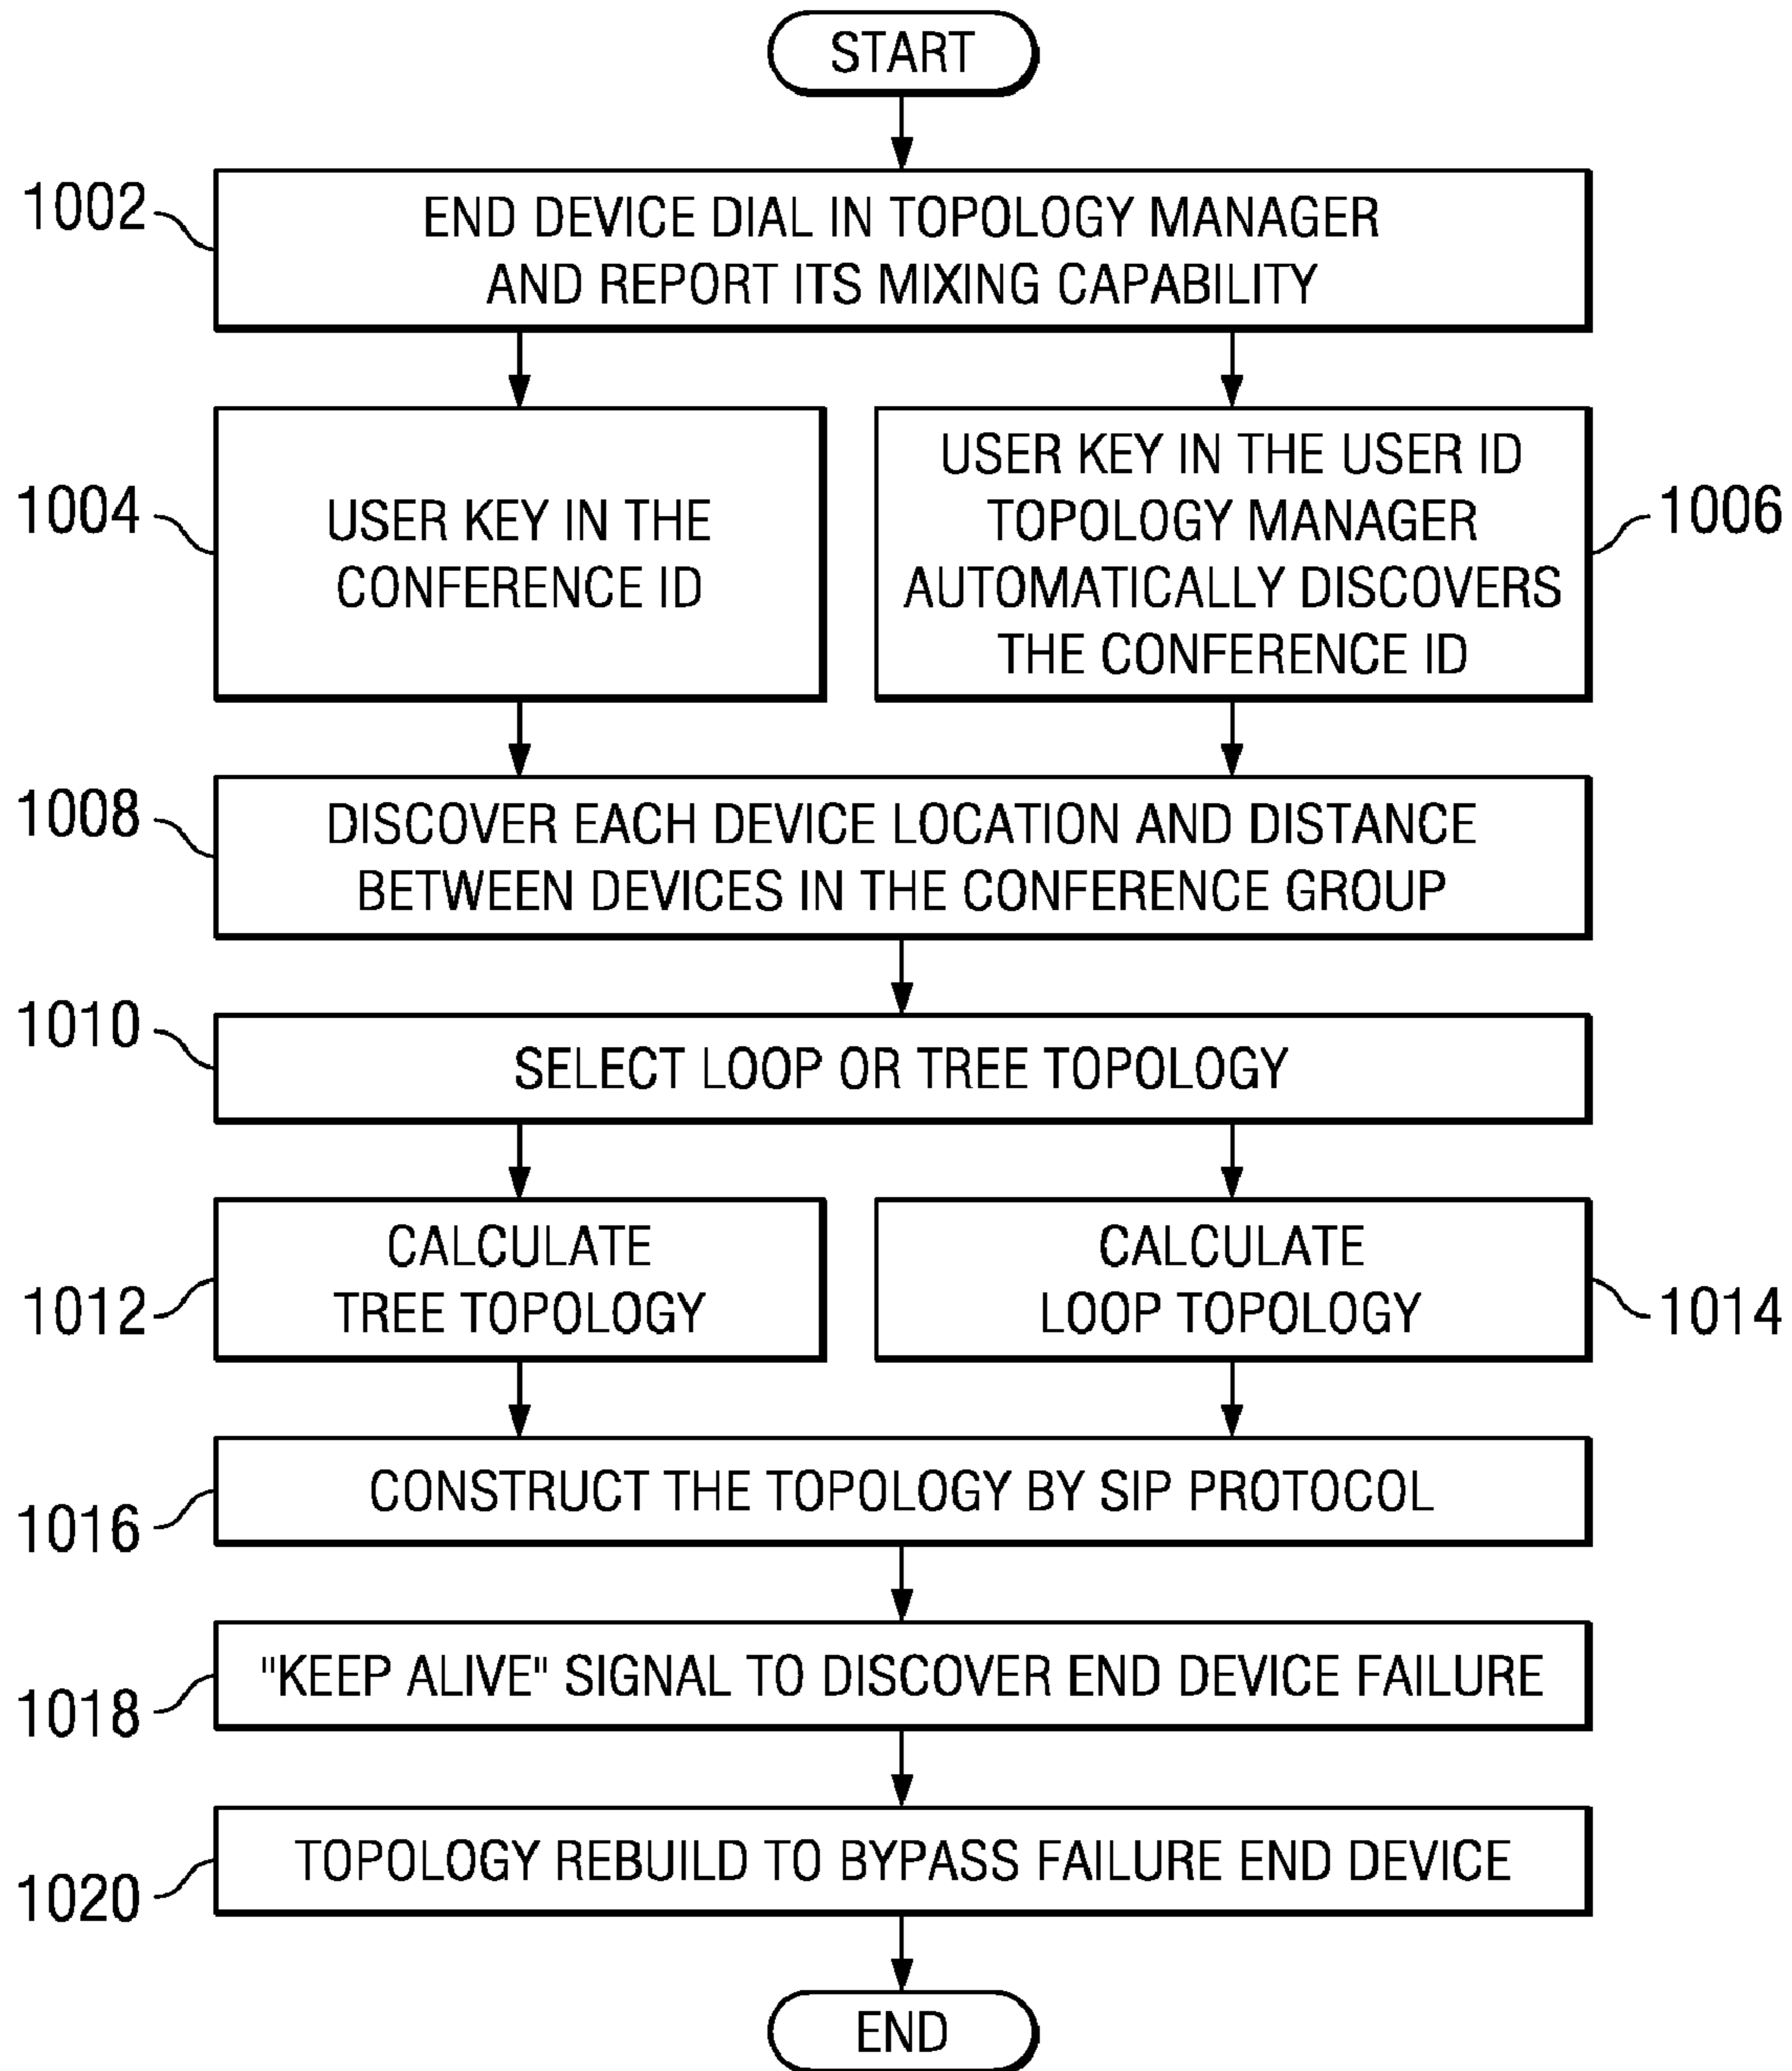 START
1002
END DEVICE DIAL IN TOPOLOGY MANAGER
AND REPORT ITS MIXING CAPABILITY
1004
USER KEY IN THE
CONFERENCE ID
USER KEY IN THE USER ID
TOPOLOGY MANAGER
AUTOMATICALLY DISCOVERS
THE CONFERENCE ID
1006
1008
DISCOVER EACH DEVICE LOCATION AND DISTANCE
BETWEEN DEVICES IN THE CONFERENCE GROUP
1010
SELECT LOOP OR TREE TOPOLOGY
1012
CALCULATE
TREE TOPOLOGY
CALCULATE
LOOP TOPOLOGY
1014
1016
CONSTRUCT THE TOPOLOGY BY SIP PROTOCOL
1018
"KEEP ALIVE" SIGNAL TO DISCOVER END DEVICE FAILURE
1020
TOPOLOGY REBUILD TO BYPASS FAILURE END DEVICE
END